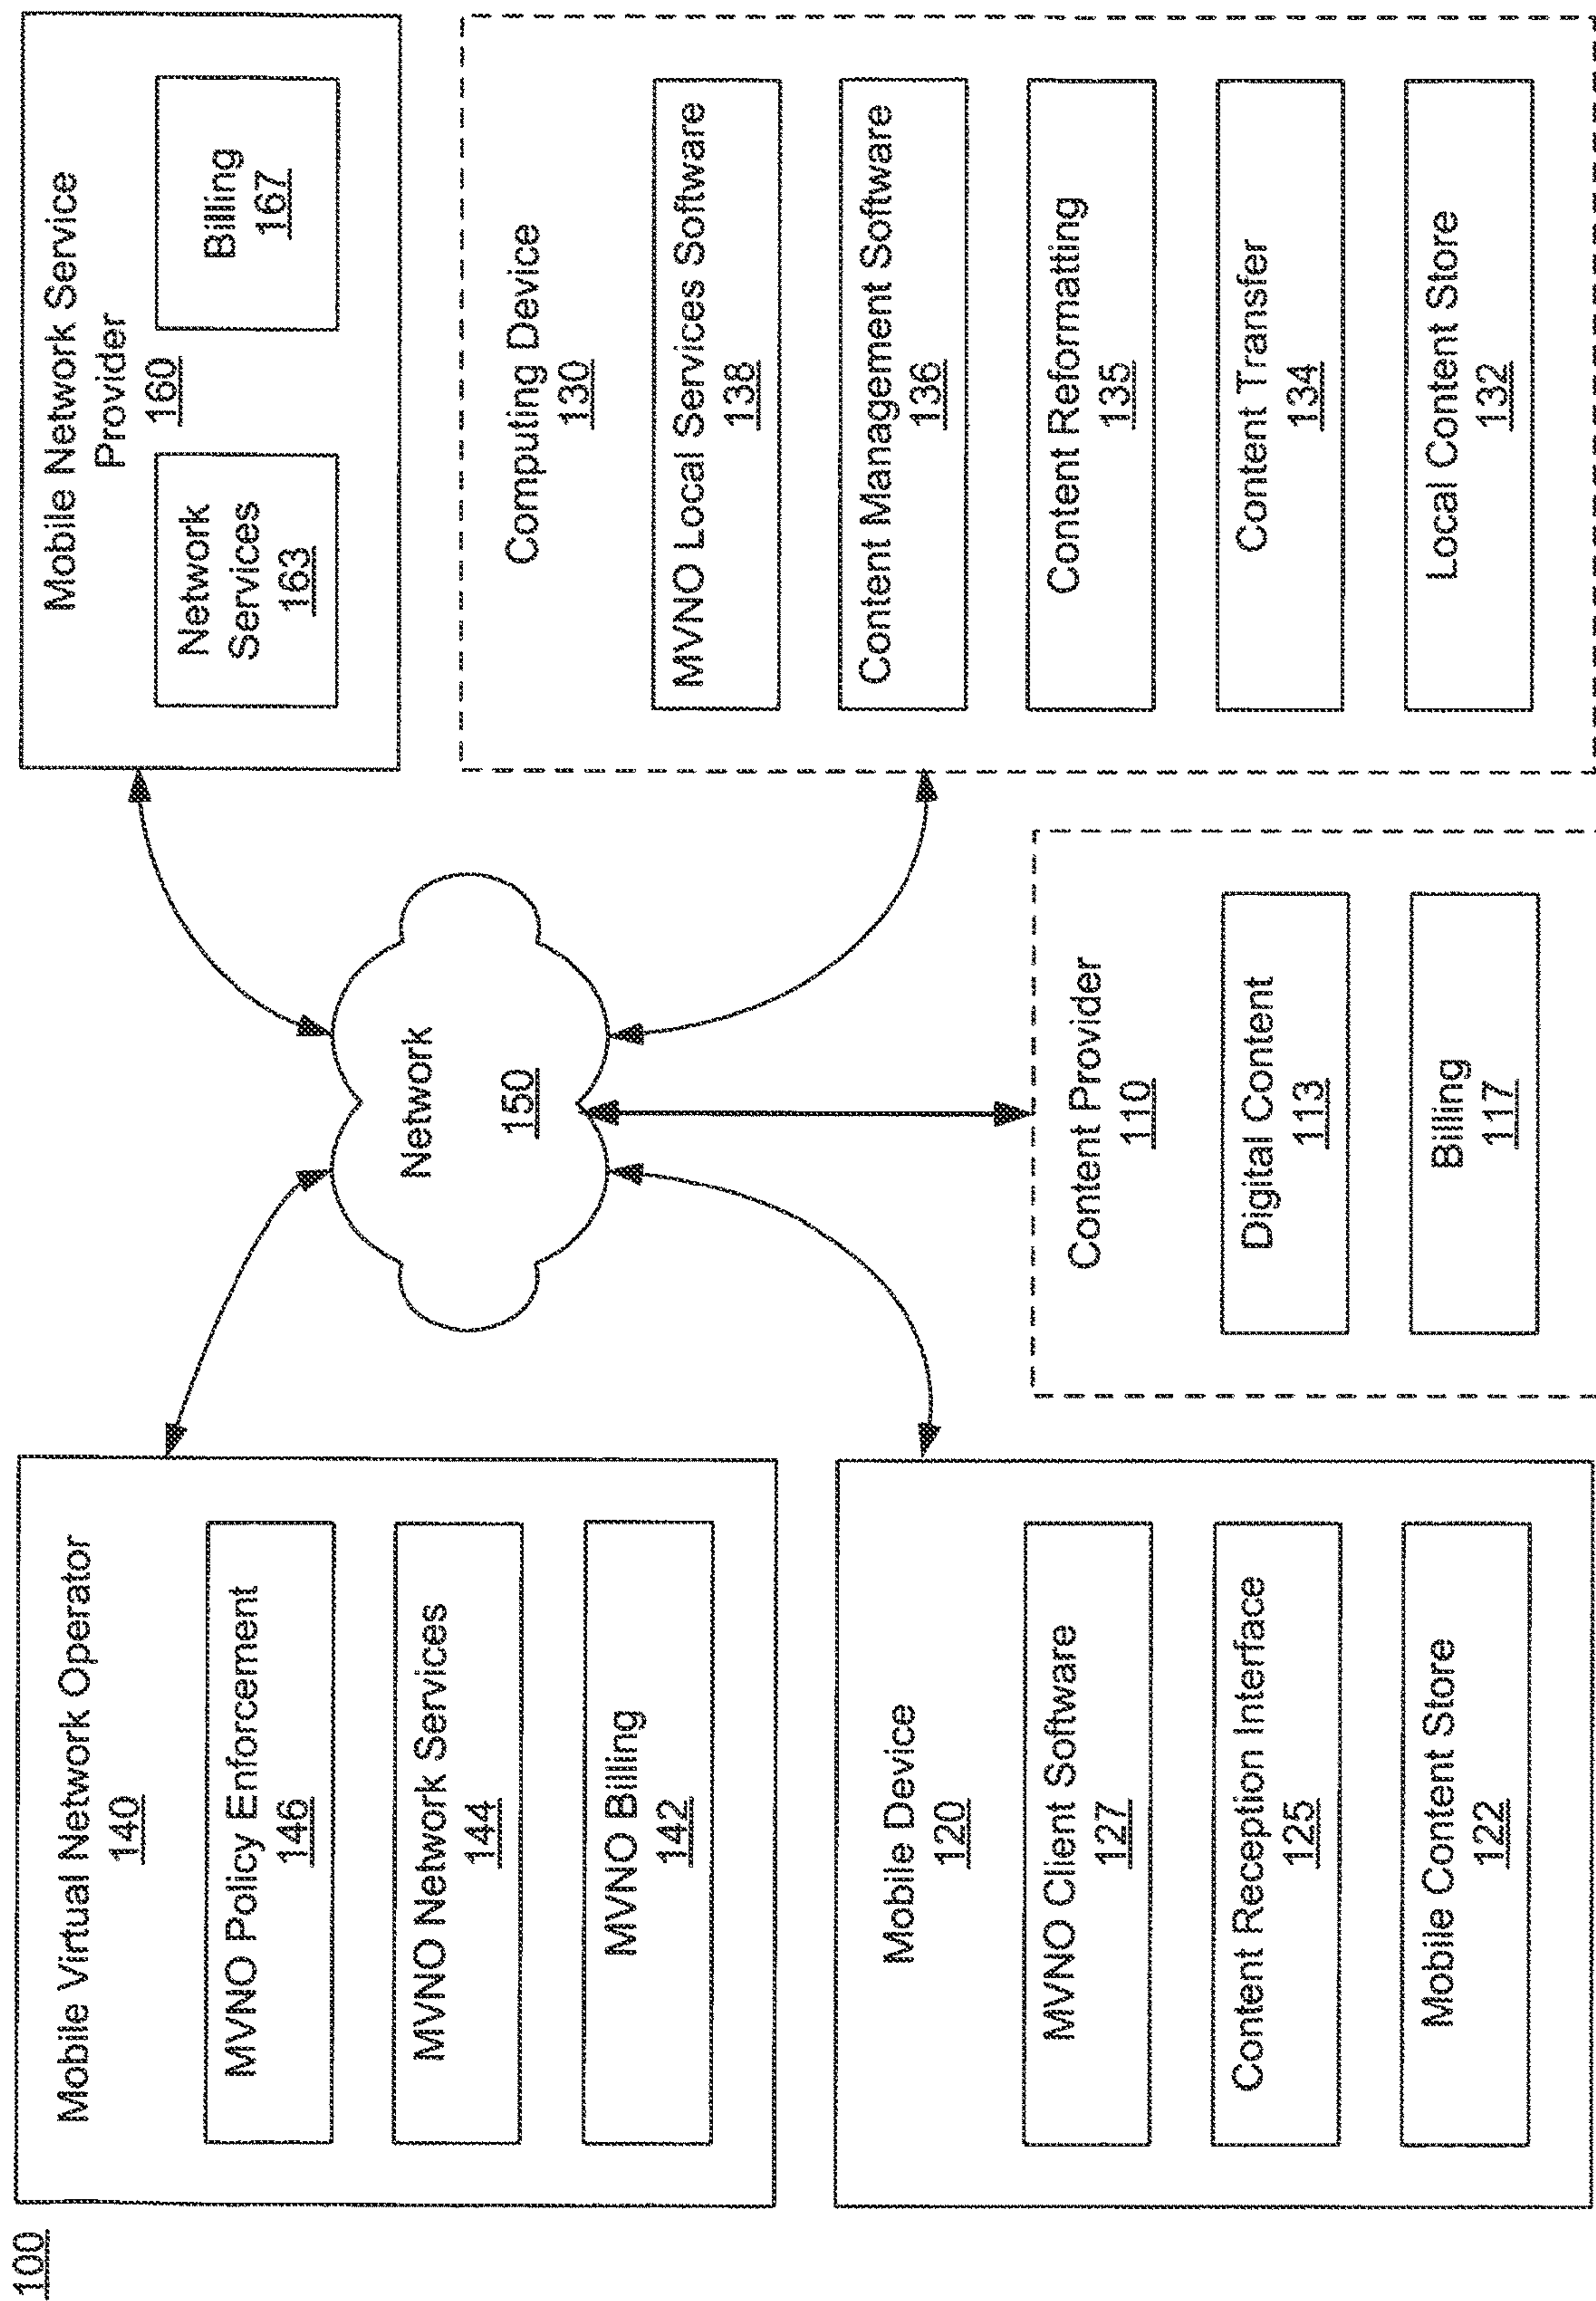 100
Mobile Virtual Network Operator
140
MVNO Policy Enforcement
146
MVNO Network Services
144
MVNO Billing
142
Mobile Device
120
MVNO Client Software
127
Content Reception Interface
125
Mobile Content Store
122
Network
150
Content Provider
110
Digital Content
113
Billing
117
Mobile Network Service
Provider
160
Network
Services
163
Billing
167
Computing Device
130
MVNO Local Services Software
138
Content Management Software
136
Content Reformatting
135
Content Transfer
134
Local Content Store
132